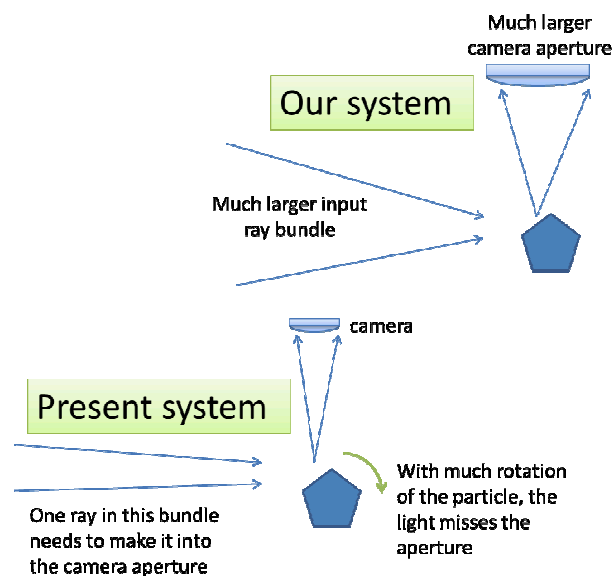 Much larger
camera aperture
Our system
Much larger input
ray bundle
camera
Present system
With much rotation
of the particle, the
light misses the
aperture
One ray in this bundle
needs to make it into
the camera aperture